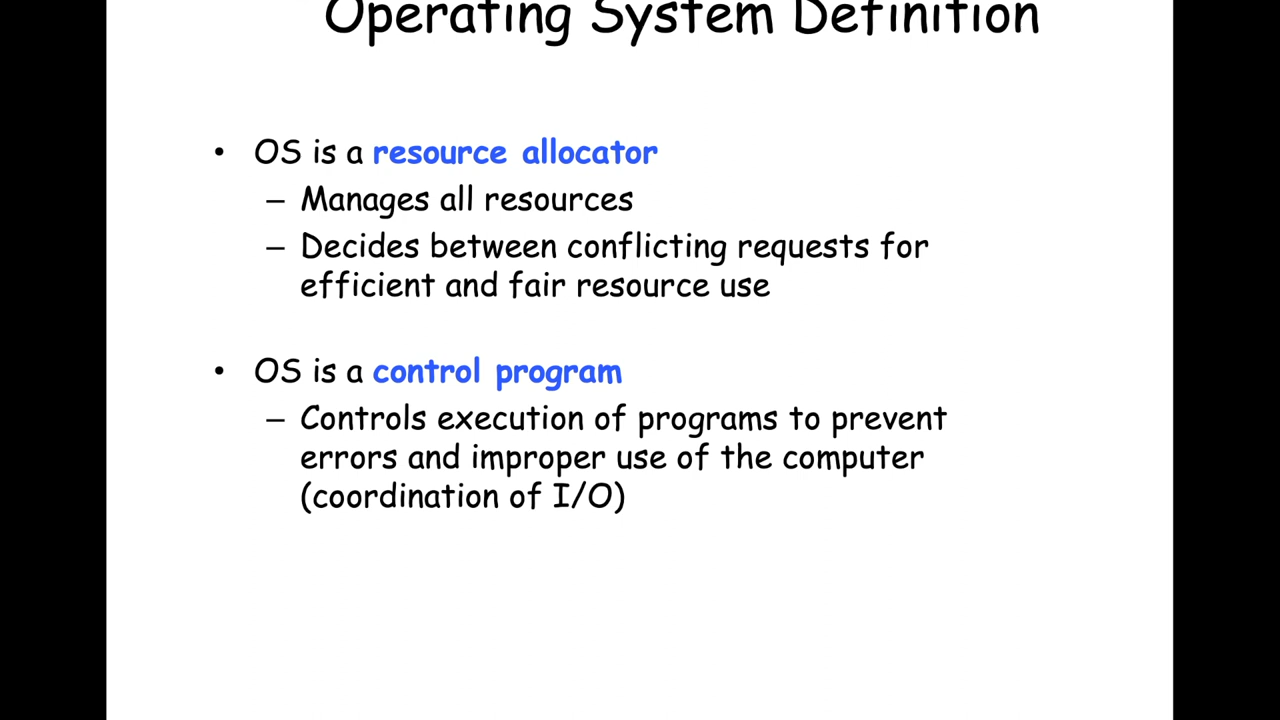 Operating System Definition
• OS is a resource allocator
– Manages all resources
– Decides between conflicting requests for
efficient and fair resource use
• OS is a control program
– Controls execution of programs to prevent
errors and improper use of the computer
(coordination of I/O)